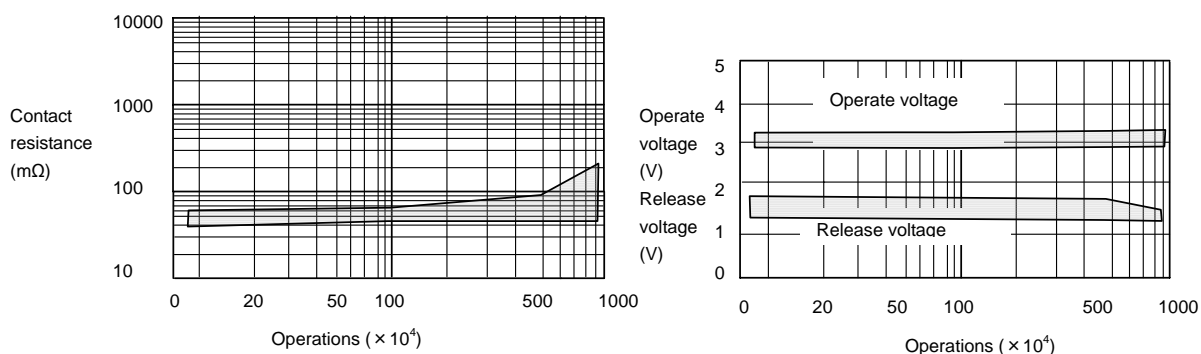 10000
1000
100
10
Contact
resistance
(mΩ)
0 20 50 100 500 1000
Operations (×10⁴)
5
4
3
2
1
0
Operate
voltage
(V)
Release
voltage
(V)
Operate voltage
Release voltage
0 20 50 100 500 1000
Operations (×10⁴)